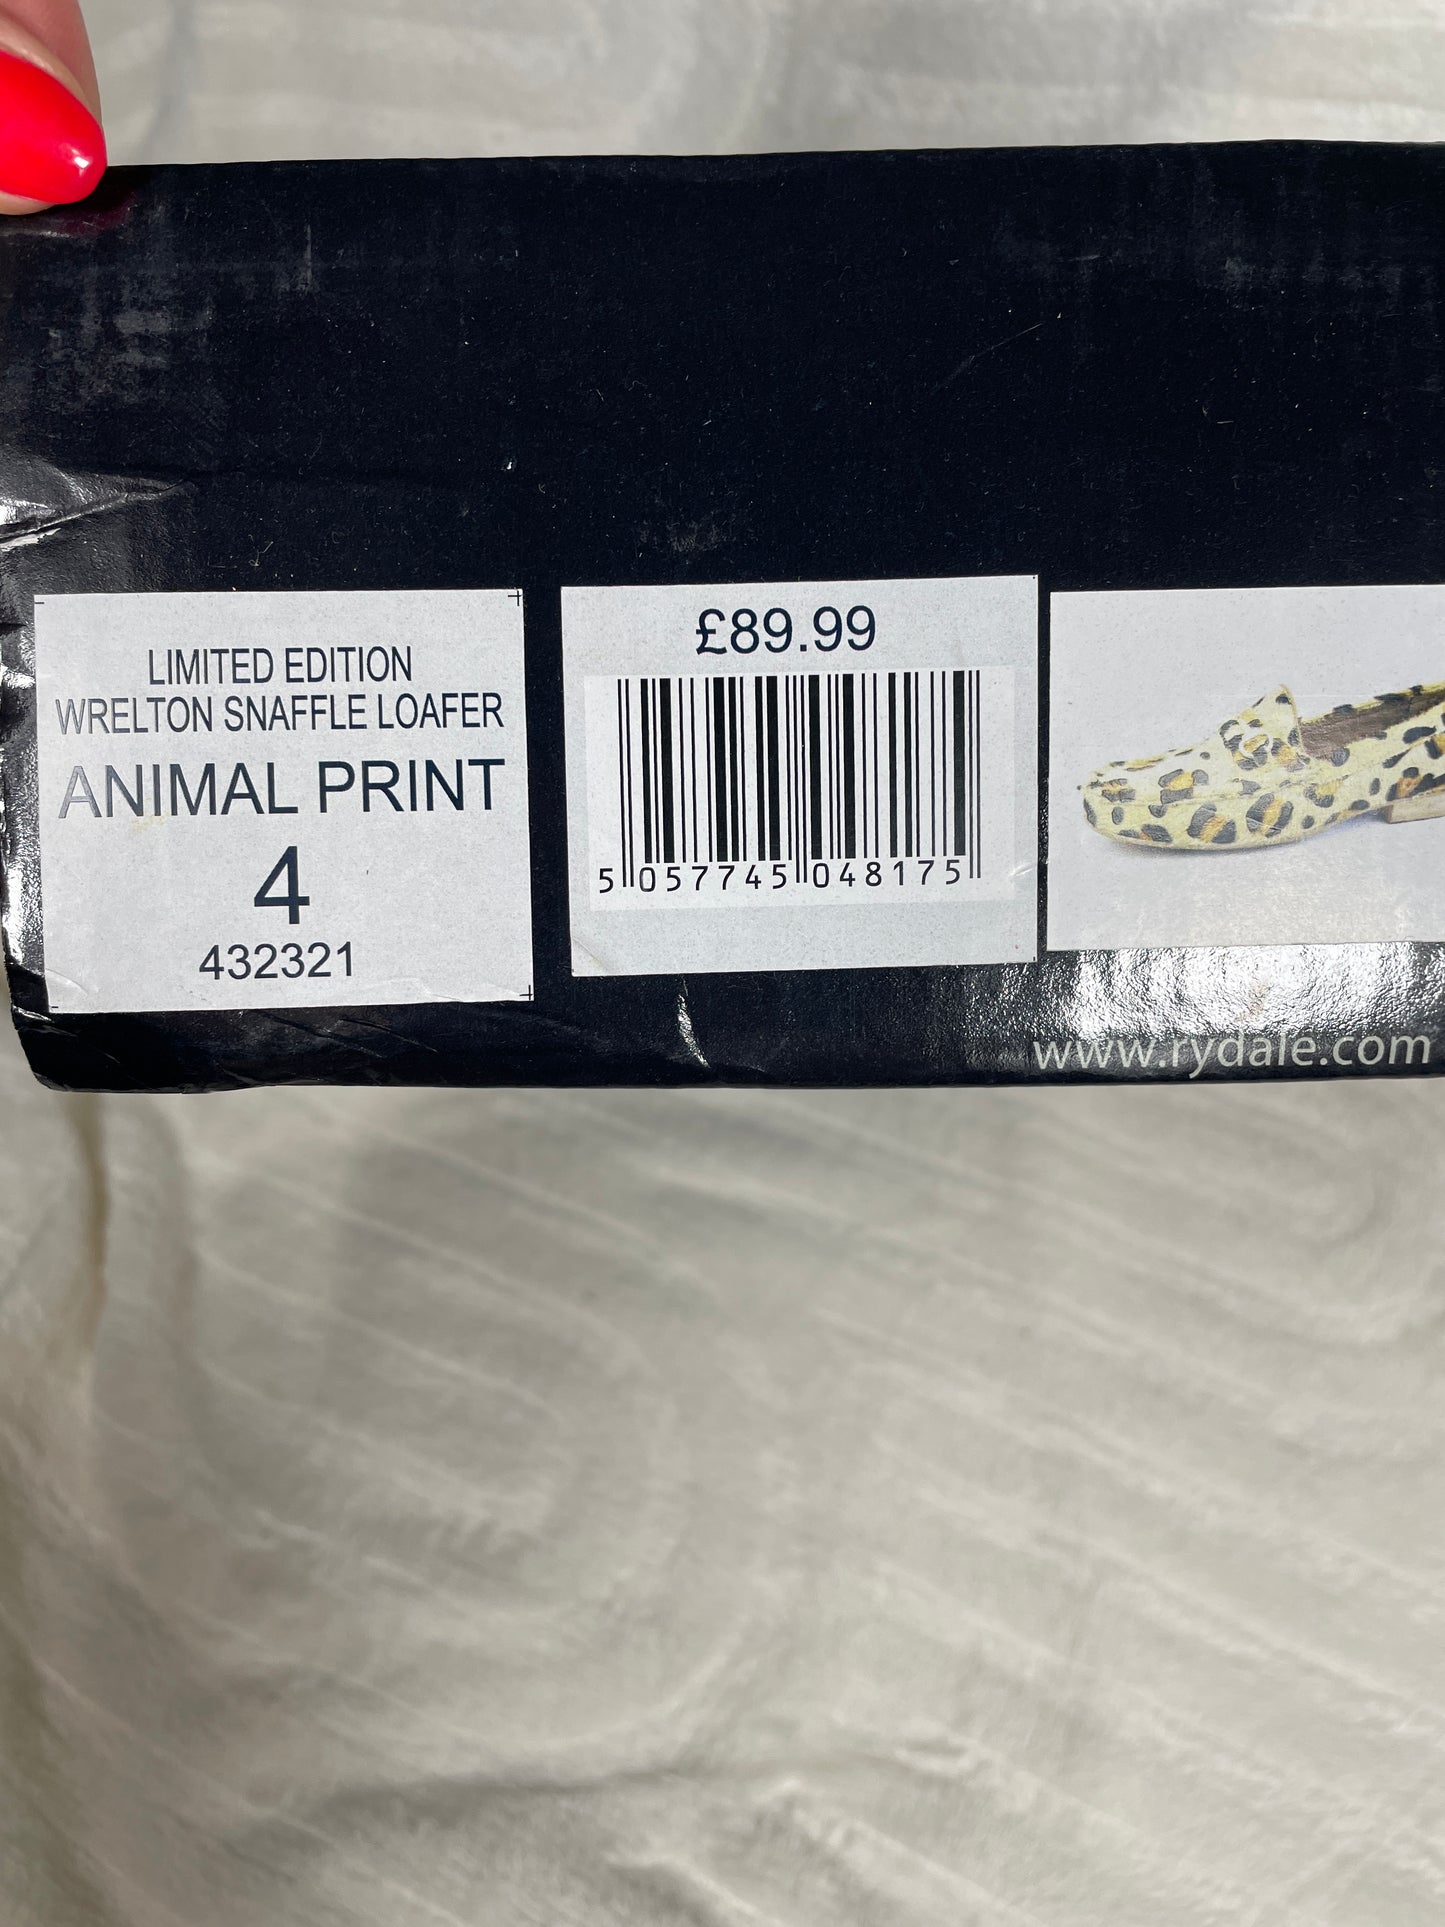 LIMITED EDITION
WRELTON SNAFFLE LOAFER
ANIMAL PRINT
4
432321
£89.99
5 057745 048175
www.rydale.com